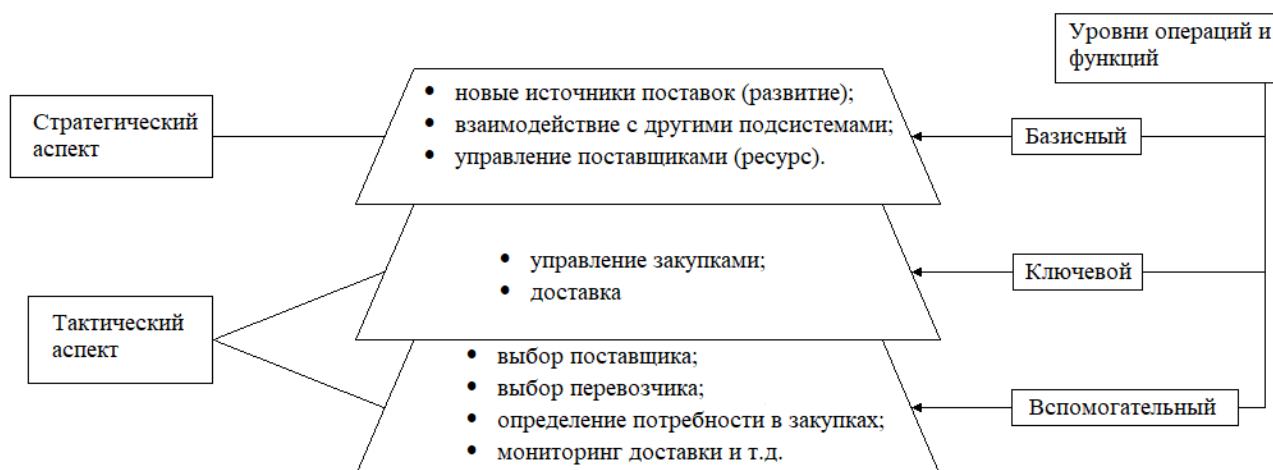 Уровни операций и
функций
Стратегический
аспект
• новые источники поставок (развитие);
• взаимодействие с другими подсистемами;
• управление поставщиками (ресурс).
Базисный
• управление закупками;
• доставка
Ключевой
Тактический
аспект
• выбор поставщика;
• выбор перевозчика;
• определение потребности в закупках;
• мониторинг доставки и т.д.
Вспомогательный